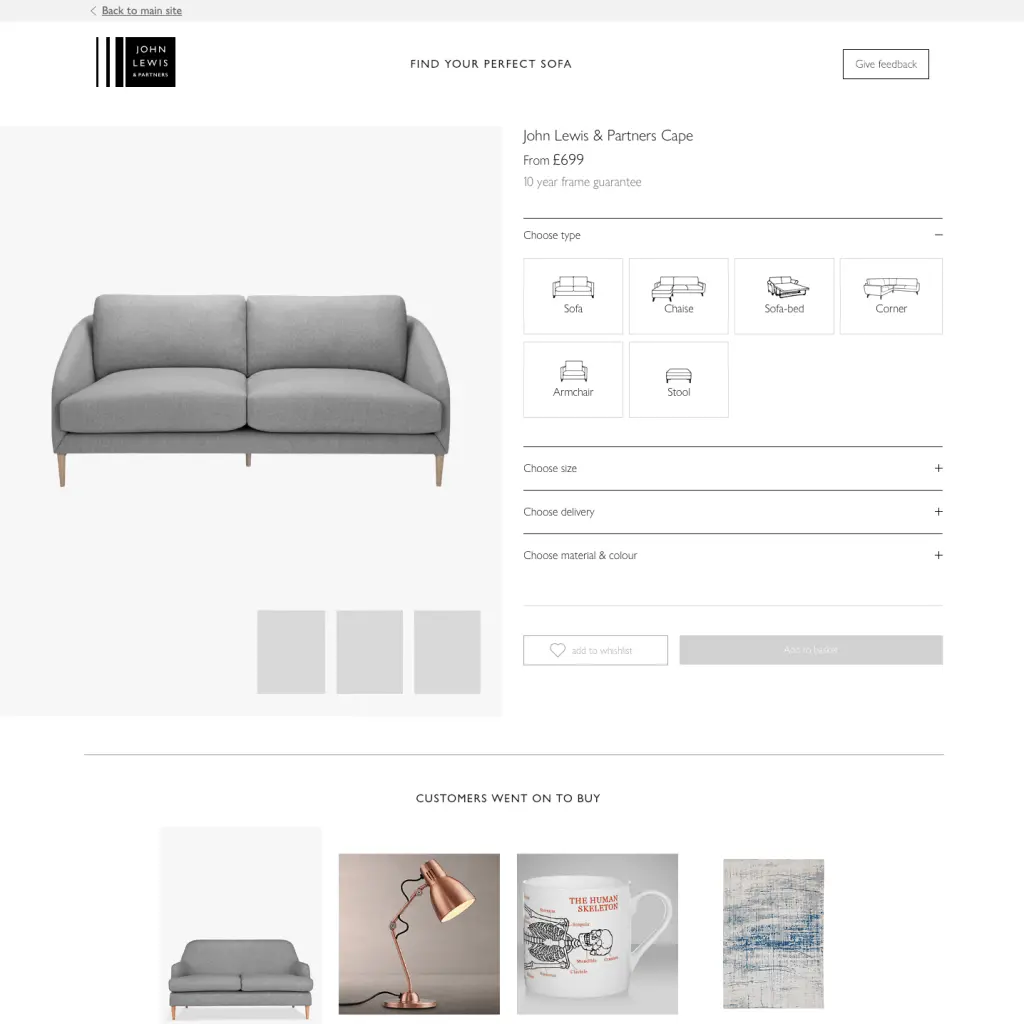 Back to main site
JOHN
LEWIS
& PARTNERS
FIND YOUR PERFECT SOFA
Give feedback
John Lewis & Partners Cape
From £699
10 year frame guarantee
Choose type
Sofa
Chaise
Sofa-bed
Corner
Armchair
Stool
Choose size
Choose delivery
Choose material & colour
add to whishlist
Add to basket
CUSTOMERS WENT ON TO BUY
THE HUMAN
SKELETON